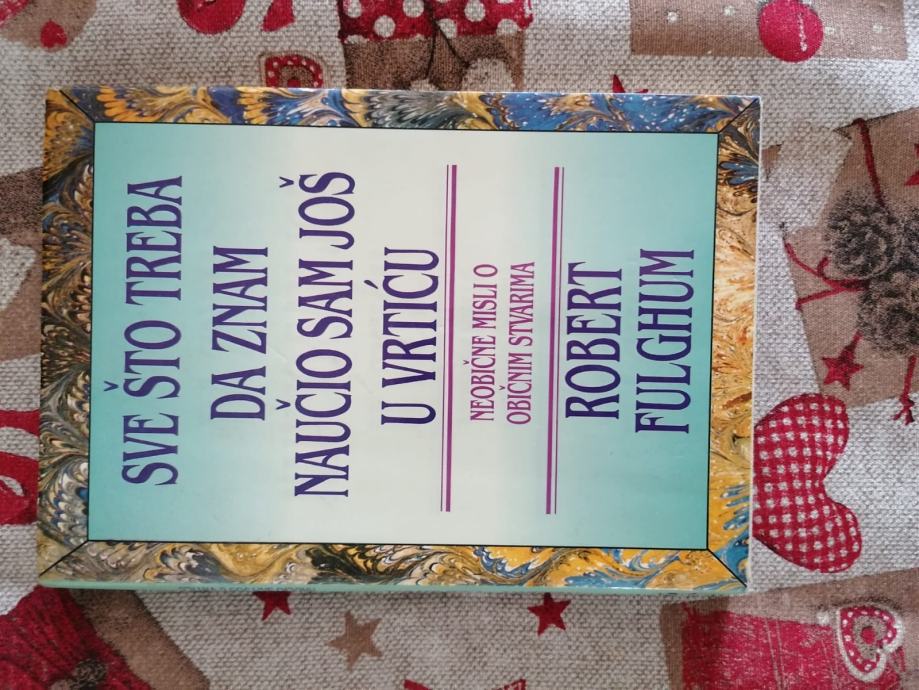 SVE ŠTO TREBA
DA ZNAM
NAUČIO SAM JOŠ
U VRTIĆU
NEOBIČNE MISLI O
OBIČNIM STVARIMA
ROBERT
FULGHUM